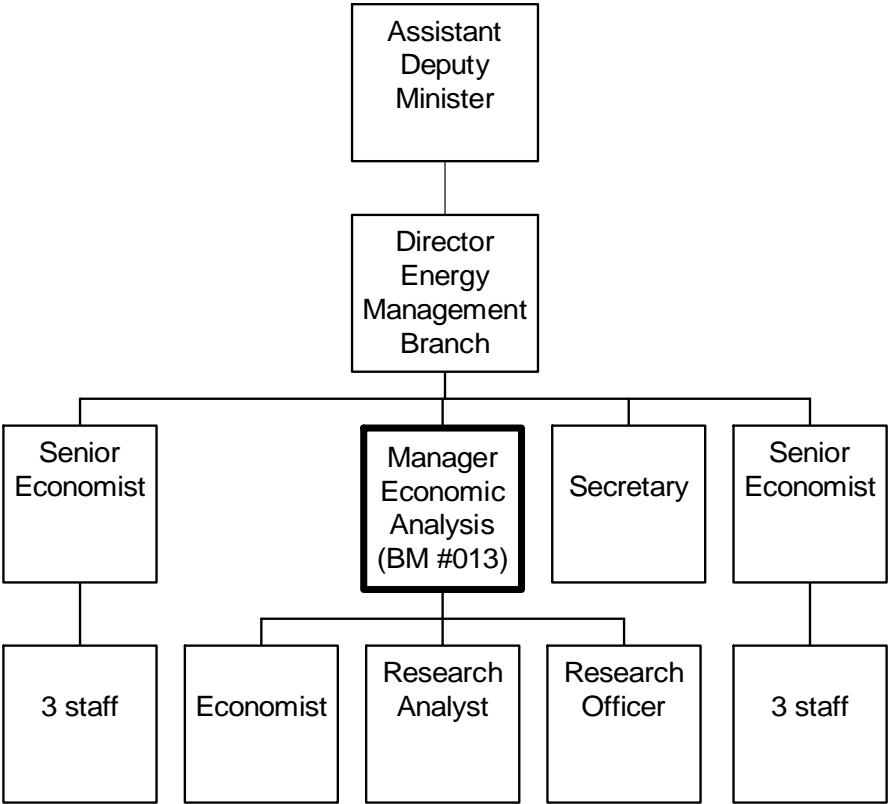 Assistant
Deputy
Minister
Director
Energy
Management
Branch
Senior
Economist
Manager
Economic
Analysis
(BM #013)
Secretary
Senior
Economist
3 staff
Economist
Research
Analyst
Research
Officer
3 staff